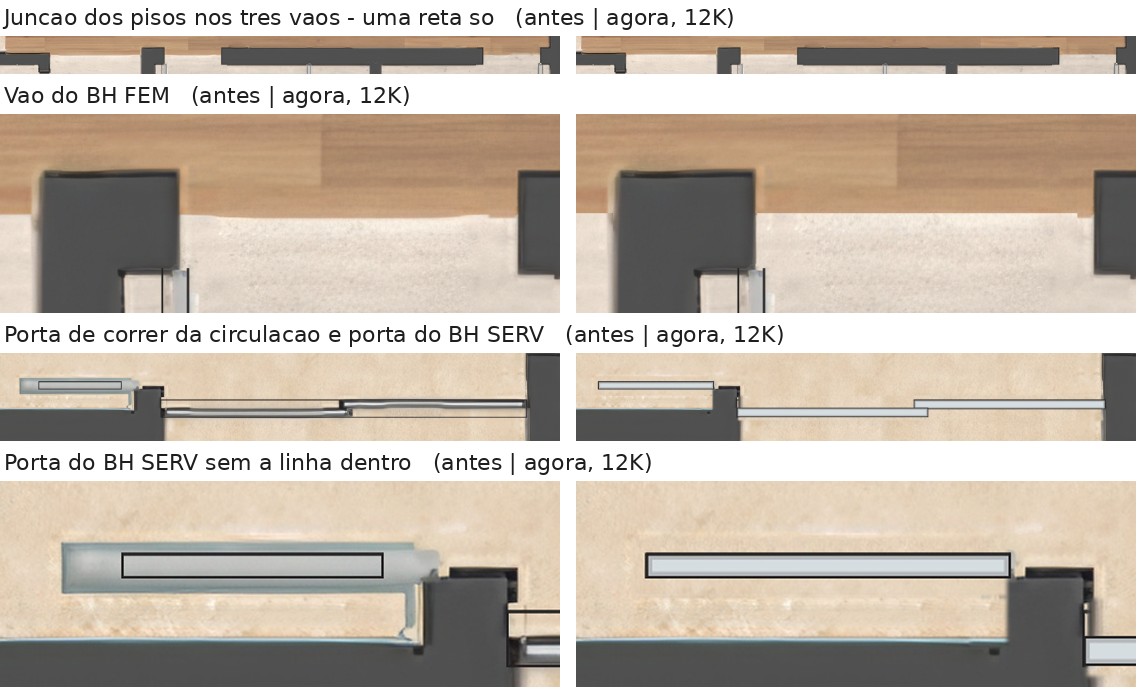 Juncao dos pisos nos tres vaos - uma reta so   (antes | agora, 12K)
Vao do BH FEM   (antes | agora, 12K)
Porta de correr da circulacao e porta do BH SERV   (antes | agora, 12K)
Porta do BH SERV sem a linha dentro   (antes | agora, 12K)